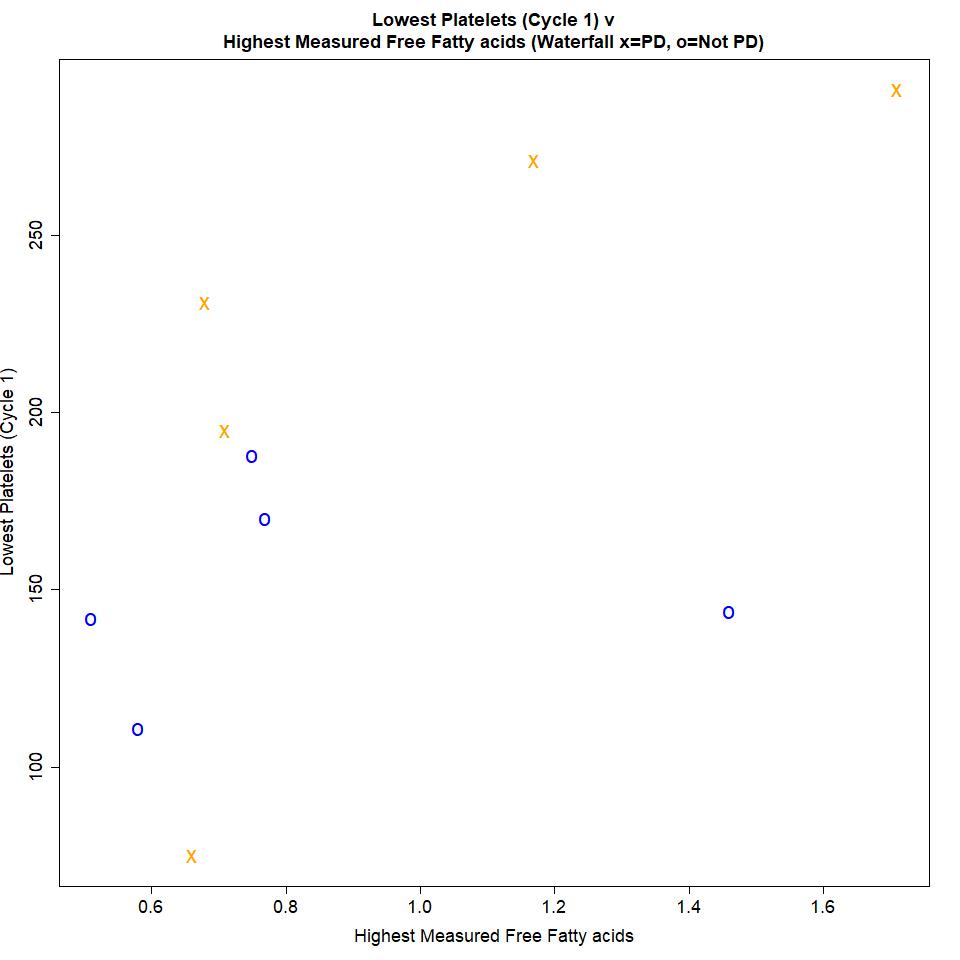 Lowest Platelets (Cycle 1) v
Highest Measured Free Fatty acids (Waterfall x=PD, o=Not PD)
X
X
250
X
200
X
O
O
Lowest Platelets (Cycle 1)
150
O
O
O
100
X
0.6 0.8 1.0 1.2 1.4 1.6
Highest Measured Free Fatty acids